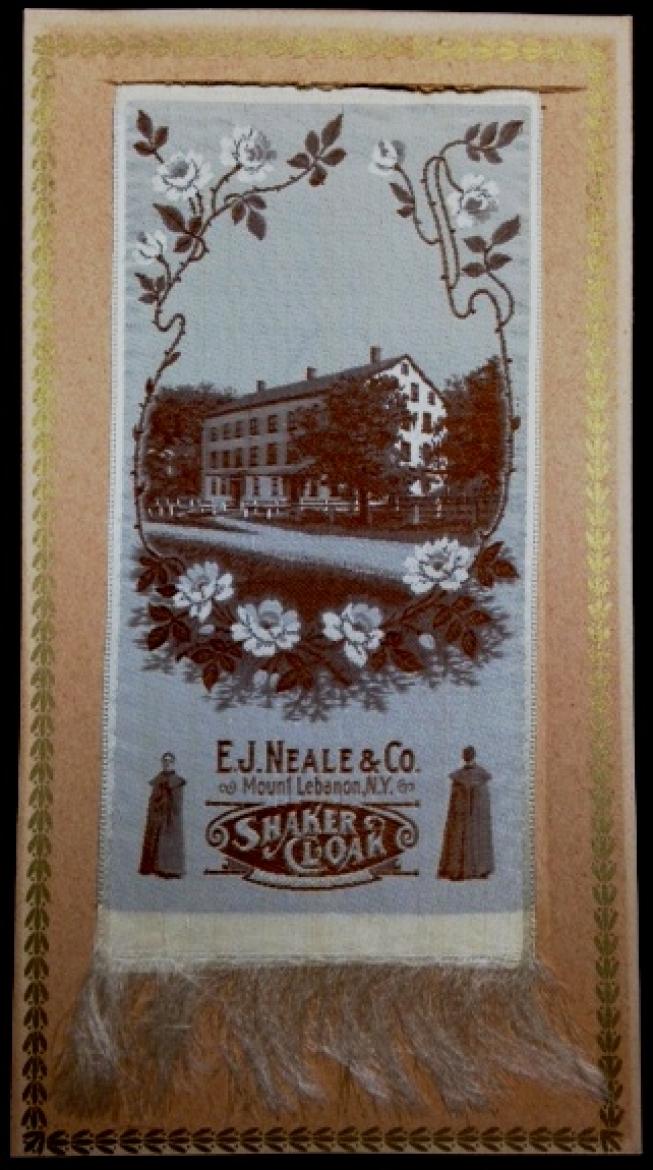 E.J. NEALE & CO.
Mount Lebanon, N.Y.
SHAKER
CLOAK